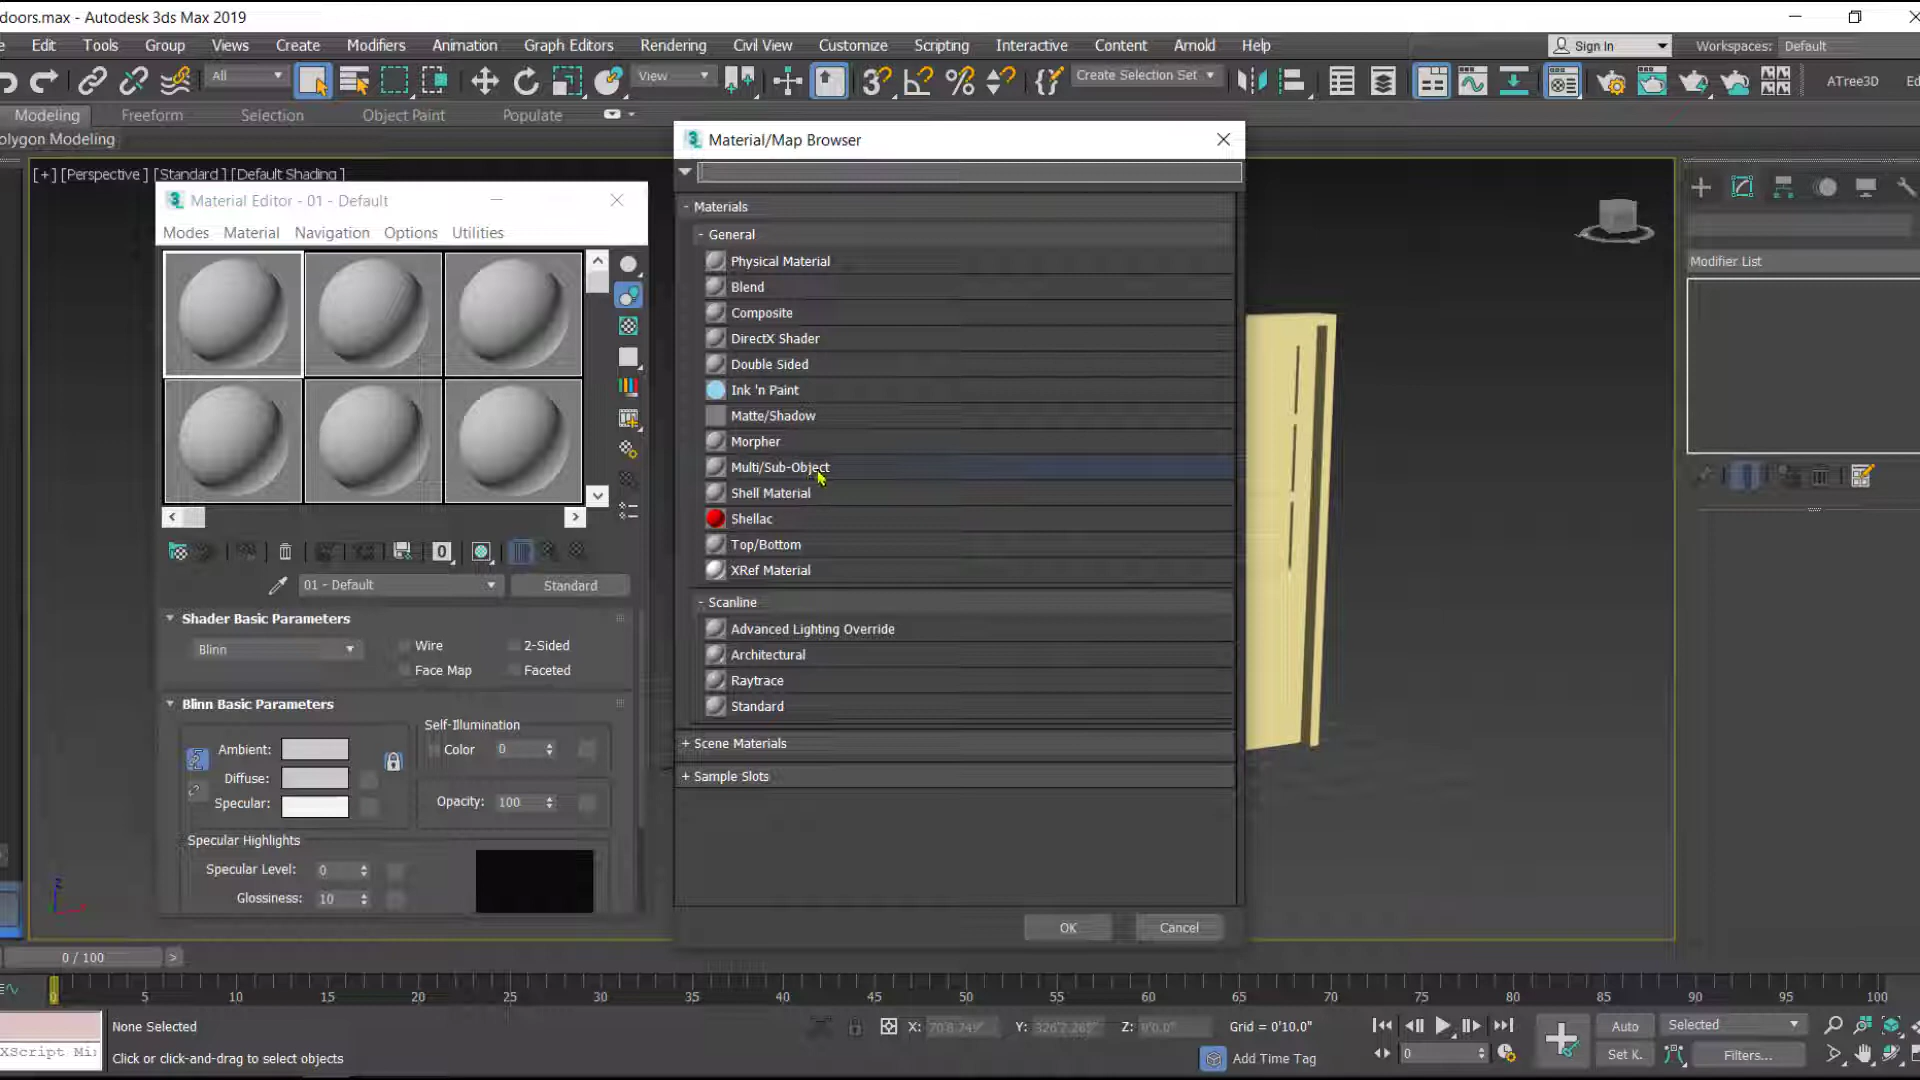 doors.max - Autodesk 3ds Max 2019
Edit Tools Group Views Create Modifiers Animation Graph Editors Rendering Civil View Customize Scripting Interactive Content Arnold Help
Sign In
Workspaces: Default
All
View
Create Selection Set
ATree3D
Modeling Freeform Selection Object Paint Populate
olygon Modeling
[+] [Perspective ] [Standard ] [Default Shading ]
Material Editor - 01 - Default
Modes Material Navigation Options Utilities
01 - Default
Standard
Shader Basic Parameters
Blinn
Wire
2-Sided
Face Map
Faceted
Blinn Basic Parameters
Self-Illumination
Ambient:
Color 0
Diffuse:
Specular:
Opacity: 100
Specular Highlights
Specular Level: 0
Glossiness: 10
Material/Map Browser
- Materials
- General
Physical Material
Blend
Composite
DirectX Shader
Double Sided
Ink 'n Paint
Matte/Shadow
Morpher
Multi/Sub-Object
Shell Material
Shellac
Top/Bottom
XRef Material
- Scanline
Advanced Lighting Override
Architectural
Raytrace
Standard
+ Scene Materials
+ Sample Slots
OK
Cancel
Modifier List
0 / 100
0 5 10 15 20 25 30 35 40 45 50 55 60 65 70 75 80 85 90 95 100
None Selected
Click or click-and-drag to select objects
X: Y: Z: 0'0.0"
Grid = 0'10.0"
Add Time Tag
0
Auto
Selected
Set K.
Filters...